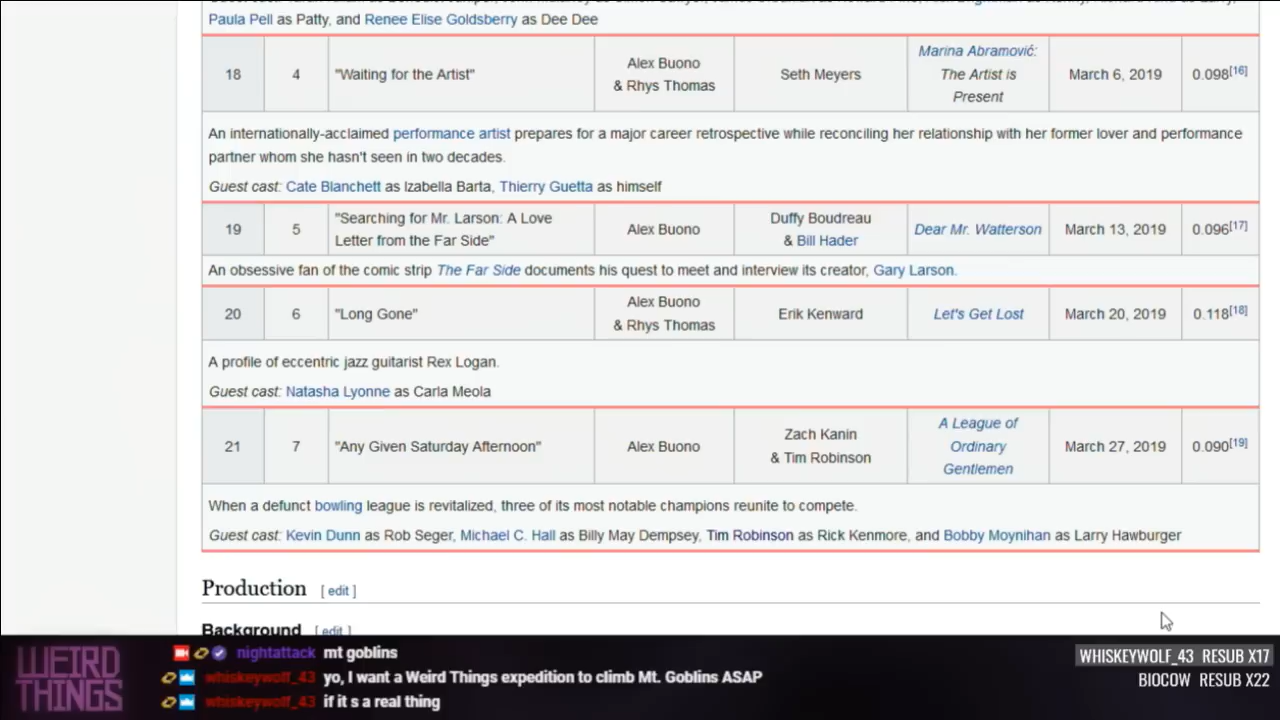 Paula Pell as Patty, and Renee Elise Goldsberry as Dee Dee
18 4 "Waiting for the Artist" Alex Buono & Rhys Thomas Seth Meyers Marina Abramović: The Artist is Present March 6, 2019 0.098[16]
An internationally-acclaimed performance artist prepares for a major career retrospective while reconciling her relationship with her former lover and performance
partner whom she hasn't seen in two decades.
Guest cast: Cate Blanchett as Izabella Barta, Thierry Guetta as himself
19 5 "Searching for Mr. Larson: A Love Letter from the Far Side" Alex Buono Duffy Boudreau & Bill Hader Dear Mr. Watterson March 13, 2019 0.096[17]
An obsessive fan of the comic strip The Far Side documents his quest to meet and interview its creator, Gary Larson.
20 6 "Long Gone" Alex Buono & Rhys Thomas Erik Kenward Let's Get Lost March 20, 2019 0.118[18]
A profile of eccentric jazz guitarist Rex Logan.
Guest cast: Natasha Lyonne as Carla Meola
21 7 "Any Given Saturday Afternoon" Alex Buono Zach Kanin & Tim Robinson A League of Ordinary Gentlemen March 27, 2019 0.090[19]
When a defunct bowling league is revitalized, three of its most notable champions reunite to compete.
Guest cast: Kevin Dunn as Rob Seger, Michael C. Hall as Billy May Dempsey, Tim Robinson as Rick Kenmore, and Bobby Moynihan as Larry Hawburger
Production [ edit ]
Background [ edit ]
WEIRD THINGS
nightattack mt goblins
whiskeywolf_43 yo, I want a Weird Things expedition to climb Mt. Goblins ASAP
whiskeywolf_43 if it s a real thing
WHISKEYWOLF_43 RESUB X17
BIOCOW RESUB X22